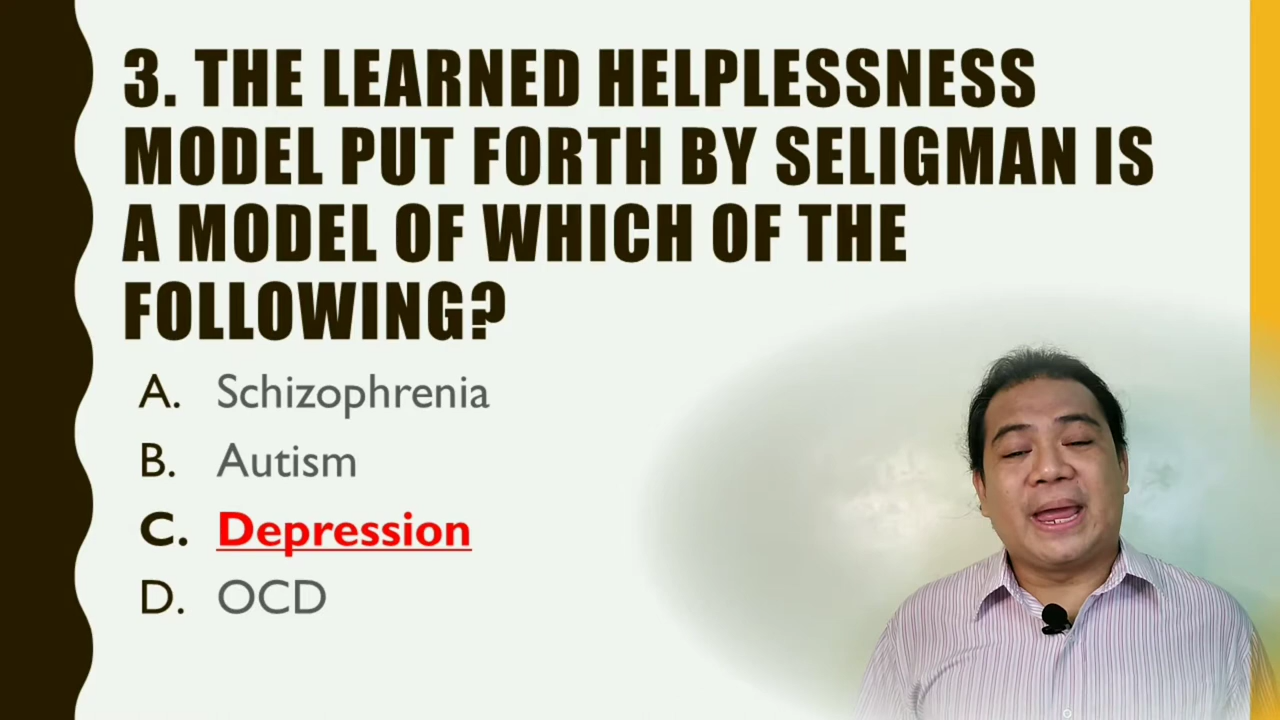 3. THE LEARNED HELPLESSNESS
MODEL PUT FORTH BY SELIGMAN IS
A MODEL OF WHICH OF THE
FOLLOWING?
A. Schizophrenia
B. Autism
C. Depression
D. OCD